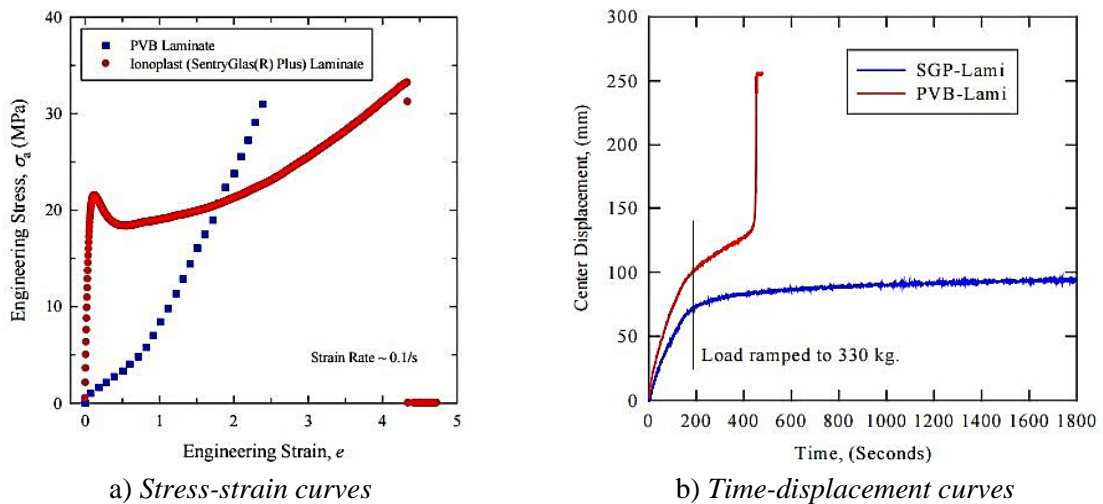 40
30
20
10
0
0
1
2
3
4
5
Engineering Stress, σa (MPa)
Engineering Strain, e
PVB Laminate
Ionoplast (SentryGlas(R) Plus) Laminate
Strain Rate ~ 0.1/s
a) Stress-strain curves
300
250
200
150
100
50
0
0
200
400
600
800
1000
1200
1400
1600
1800
Center Displacement, (mm)
Time, (Seconds)
SGP-Lami
PVB-Lami
Load ramped to 330 kg.
b) Time-displacement curves